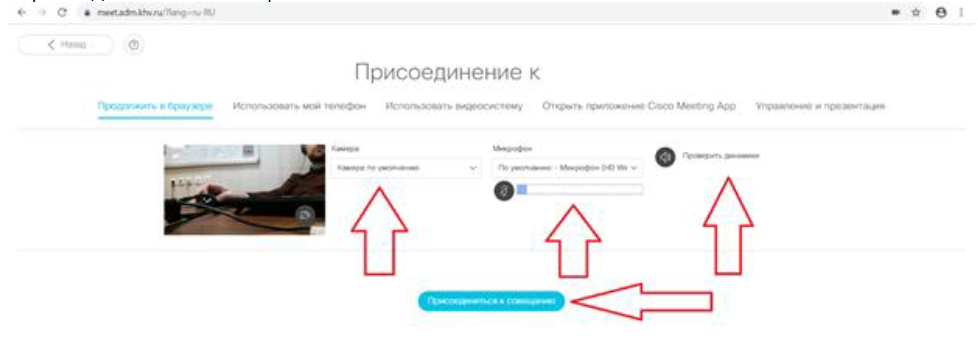 meet.adm.khv.ru/?lang=ru-RU
Назад
Присоединение к
Продолжить в браузере Использовать мой телефон Использовать видеосистему Открыть приложение Cisco Meeting App Управление и презентация
Камера Микрофон
Камера по умолчанию По умолчанию - Микрофон (HD We Проверить динамики
Присоединиться к совещанию